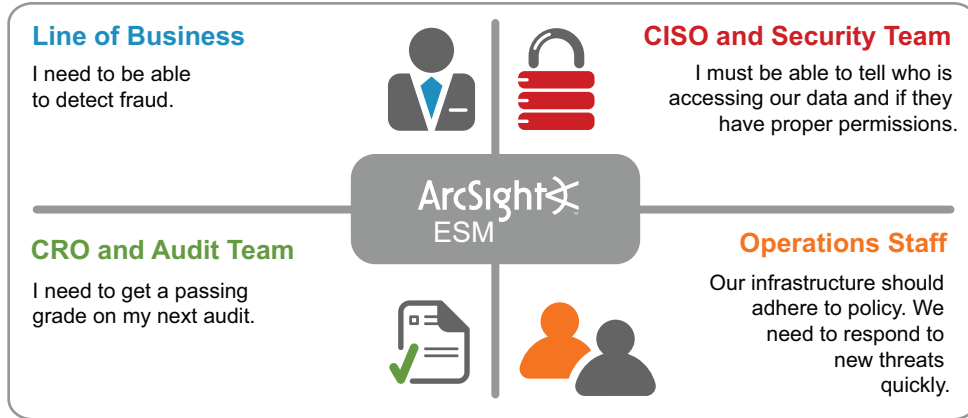 Line of Business
I need to be able
to detect fraud.
CISO and Security Team
I must be able to tell who is
accessing our data and if they
have proper permissions.
ArcSight
™
ESM
CRO and Audit Team
I need to get a passing
grade on my next audit.
Operations Staff
Our infrastructure should
adhere to policy. We
need to respond to
new threats
quickly.